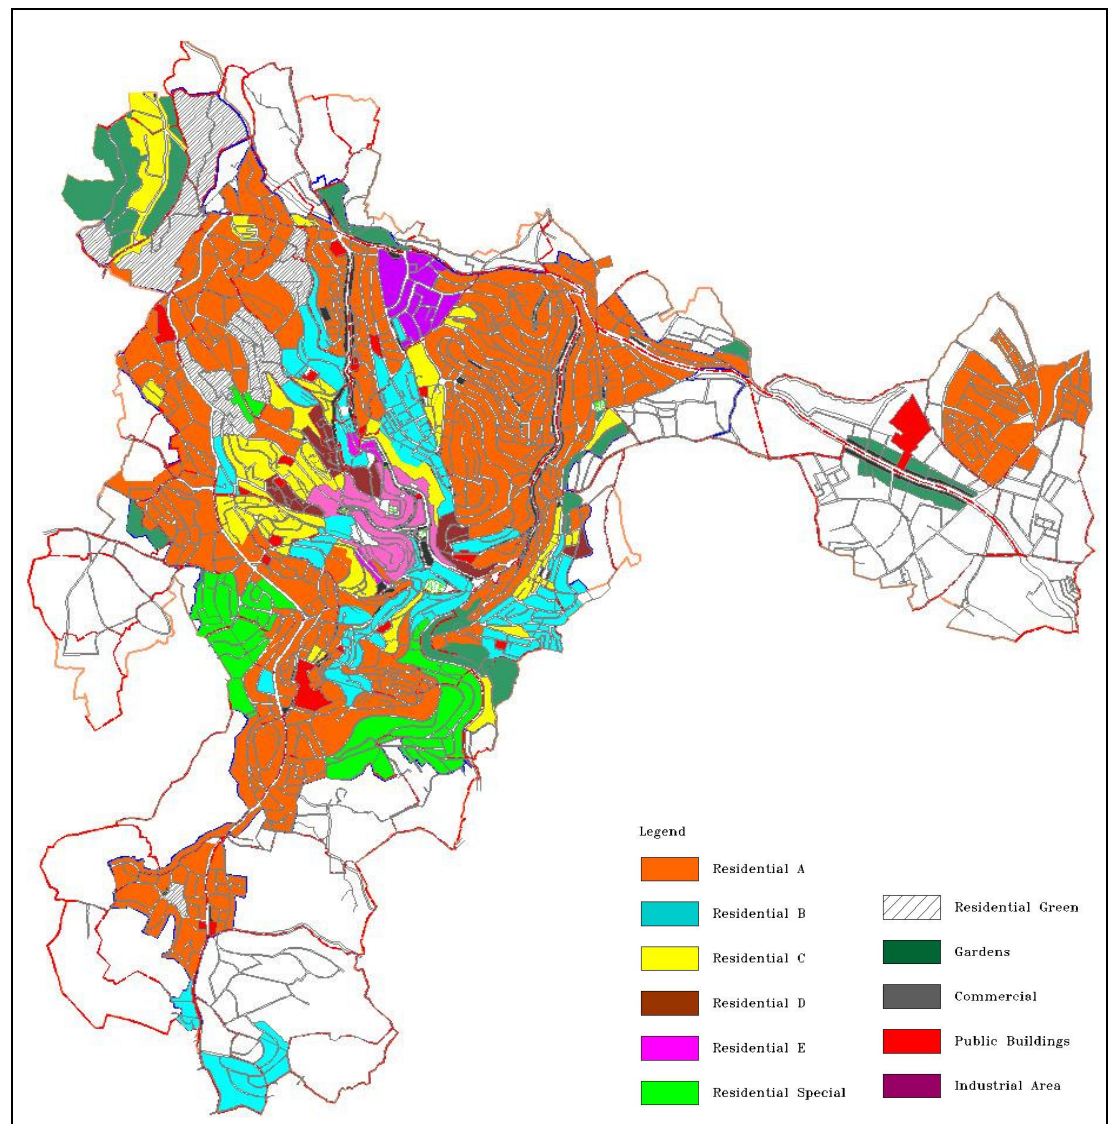 Legend
Residential A
Residential B
Residential C
Residential D
Residential E
Residential Special
Residential Green
Gardens
Commercial
Public Buildings
Industrial Area